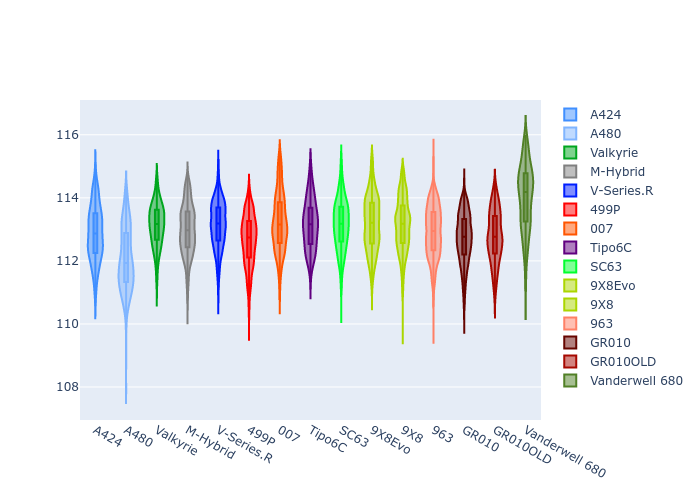 116
114
112
110
108
A424
A480
Valkyrie
M-Hybrid
V-Series.R
499P
007
Tipo6C
SC63
9X8Evo
9X8
963
GR010
GR010OLD
Vanderwell 680
A424
A480
Valkyrie
M-Hybrid
V-Series.R
499P
007
Tipo6C
SC63
9X8Evo
9X8
963
GR010
GR010OLD
Vanderwell 680